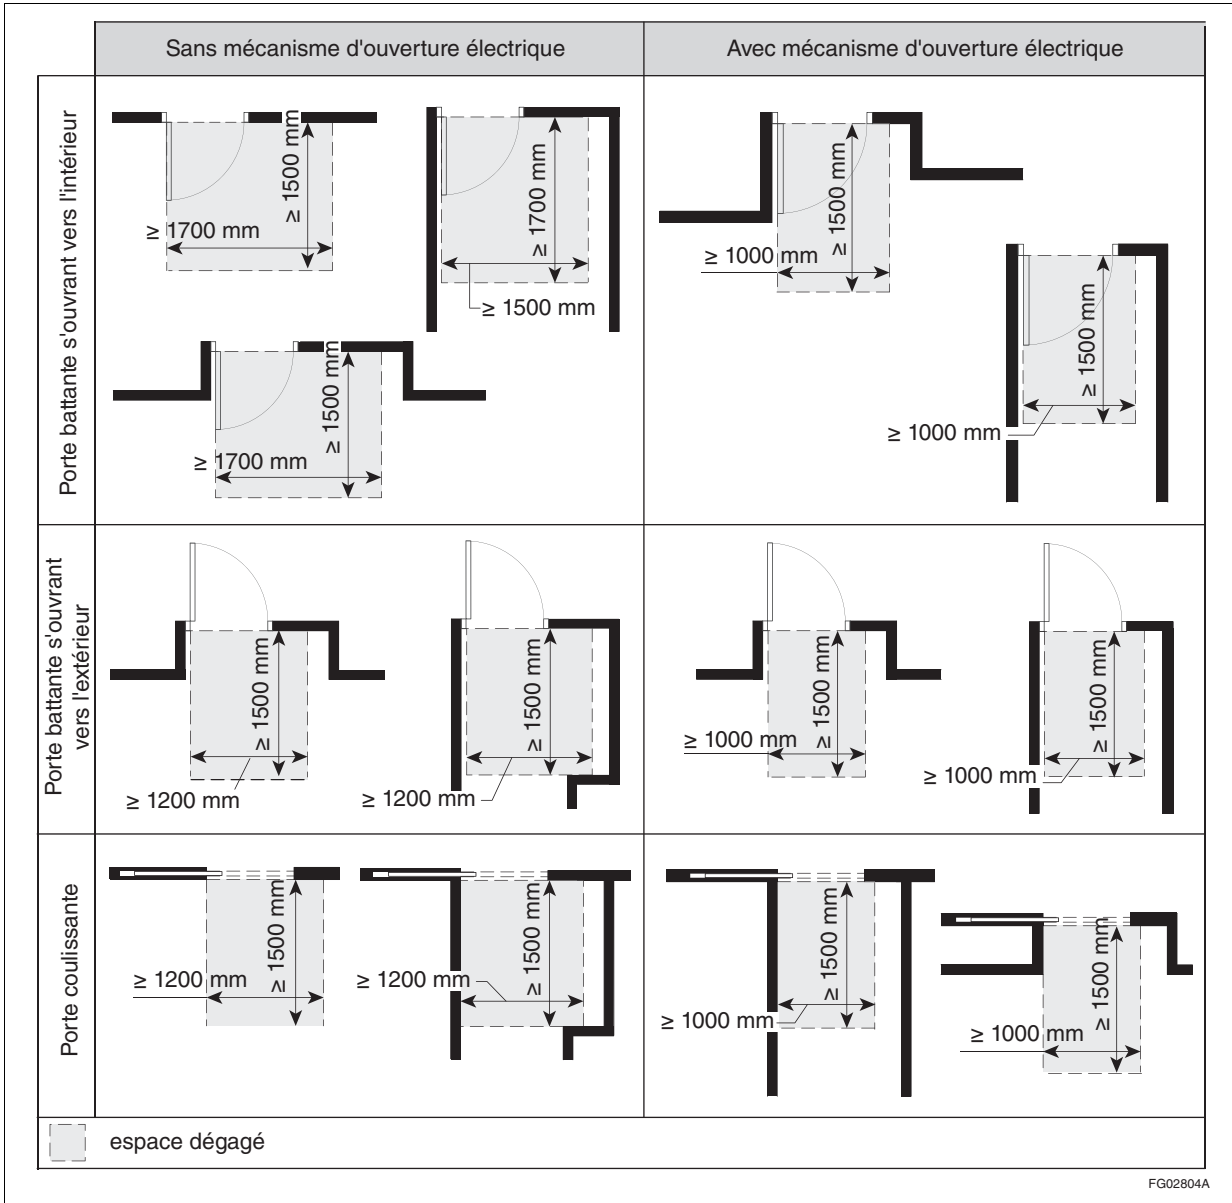 Sans mécanisme d'ouverture électrique
Avec mécanisme d'ouverture électrique
Porte battante s'ouvrant vers l'intérieur
≥ 1500 mm
≥ 1700 mm
≥ 1700 mm
≥ 1500 mm
≥ 1500 mm
≥ 1700 mm
≥ 1500 mm
≥ 1000 mm
≥ 1500 mm
≥ 1000 mm
Porte battante s'ouvrant
vers l'extérieur
≥ 1500 mm
≥ 1200 mm
≥ 1500 mm
≥ 1200 mm
≥ 1500 mm
≥ 1000 mm
≥ 1500 mm
≥ 1000 mm
Porte coulissante
≥ 1500 mm
≥ 1200 mm
≥ 1500 mm
≥ 1200 mm
≥ 1500 mm
≥ 1000 mm
≥ 1500 mm
≥ 1000 mm
espace dégagé
FG02804A